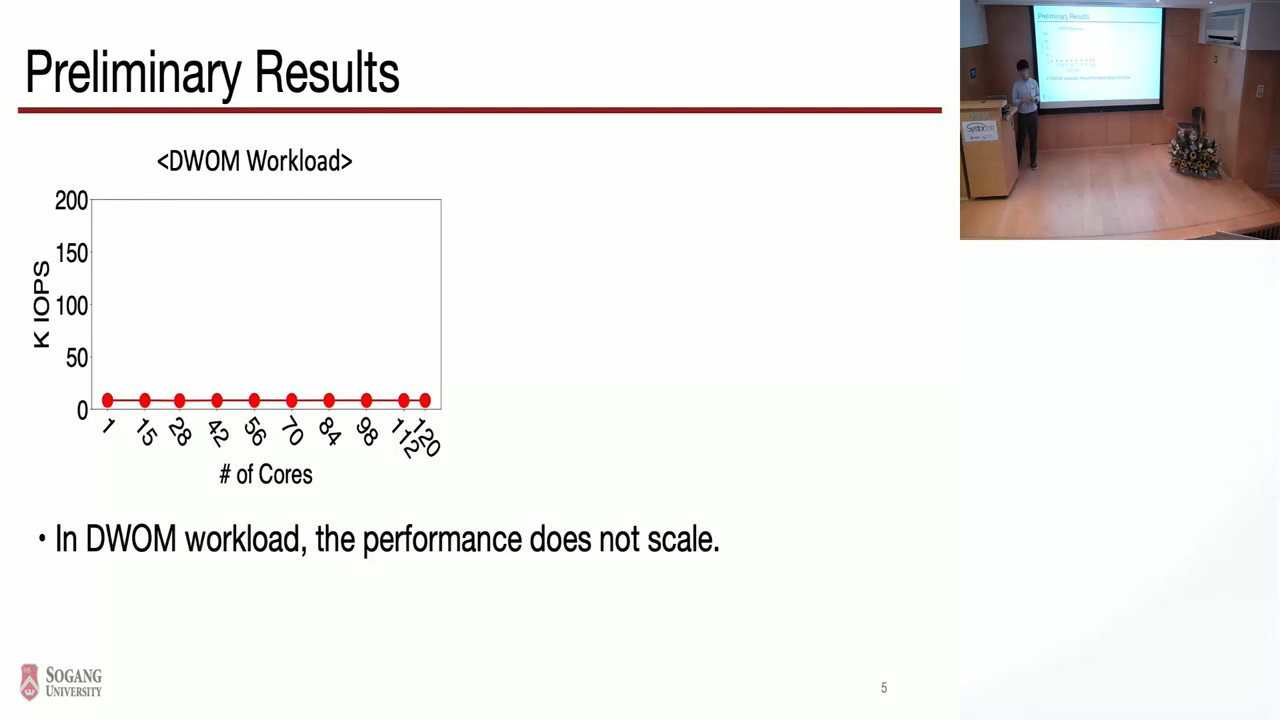 Preliminary Results
<DWOM Workload>
200
150
100
50
0
K IOPS
1 15 28 42 56 70 84 98 112 120
# of Cores
• In DWOM workload, the performance does not scale.
SOGANG
UNIVERSITY
5
Preliminary Results